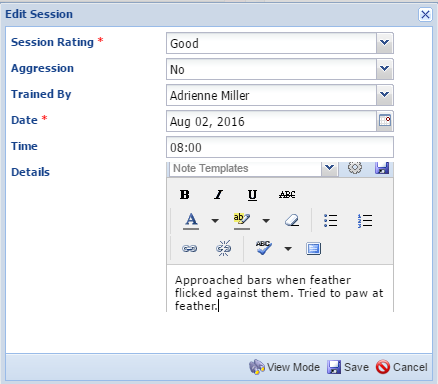 Edit Session
Session Rating * Good
Aggression No
Trained By Adrienne Miller
Date * Aug 02, 2016
Time 08:00
Details Note Templates
B I U ABC
A ab
ABC
Approached bars when feather
flicked against them. Tried to paw at
feather.
View Mode Save Cancel